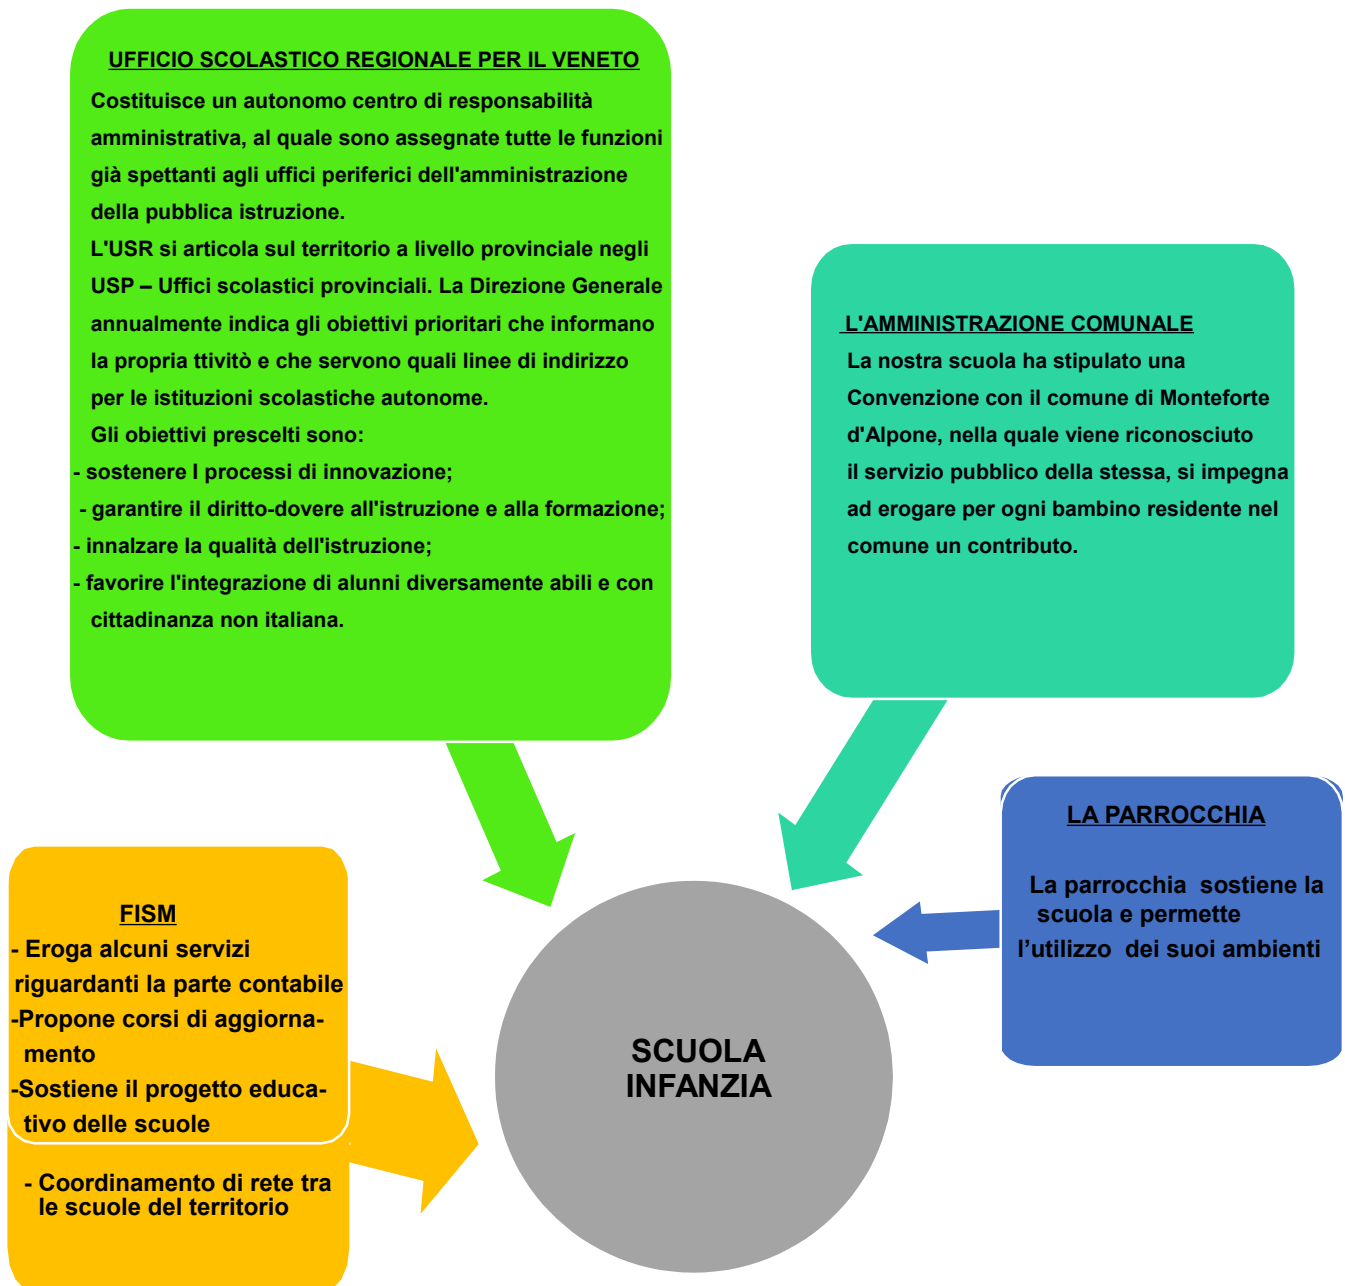 UFFICIO SCOLASTICO REGIONALE PER IL VENETO
Costituisce un autonomo centro di responsabilità
amministrativa, al quale sono assegnate tutte le funzioni
già spettanti agli uffici periferici dell'amministrazione
della pubblica istruzione.
L'USR si articola sul territorio a livello provinciale negli
USP – Uffici scolastici provinciali. La Direzione Generale
annualmente indica gli obiettivi prioritari che informano
la propria ttivitò e che servono quali linee di indirizzo
per le istituzioni scolastiche autonome.
Gli obiettivi prescelti sono:
- sostenere I processi di innovazione;
- garantire il diritto-dovere all'istruzione e alla formazione;
- innalzare la qualità dell'istruzione;
- favorire l'integrazione di alunni diversamente abili e con
cittadinanza non italiana.
L'AMMINISTRAZIONE COMUNALE
La nostra scuola ha stipulato una
Convenzione con il comune di Monteforte
d'Alpone, nella quale viene riconosciuto
il servizio pubblico della stessa, si impegna
ad erogare per ogni bambino residente nel
comune un contributo.
LA PARROCCHIA
La parrocchia sostiene la
scuola e permette
l’utilizzo dei suoi ambienti
FISM
- Eroga alcuni servizi
riguardanti la parte contabile
-Propone corsi di aggiorna-
mento
-Sostiene il progetto educa-
tivo delle scuole
- Coordinamento di rete tra
le scuole del territorio
SCUOLA
INFANZIA